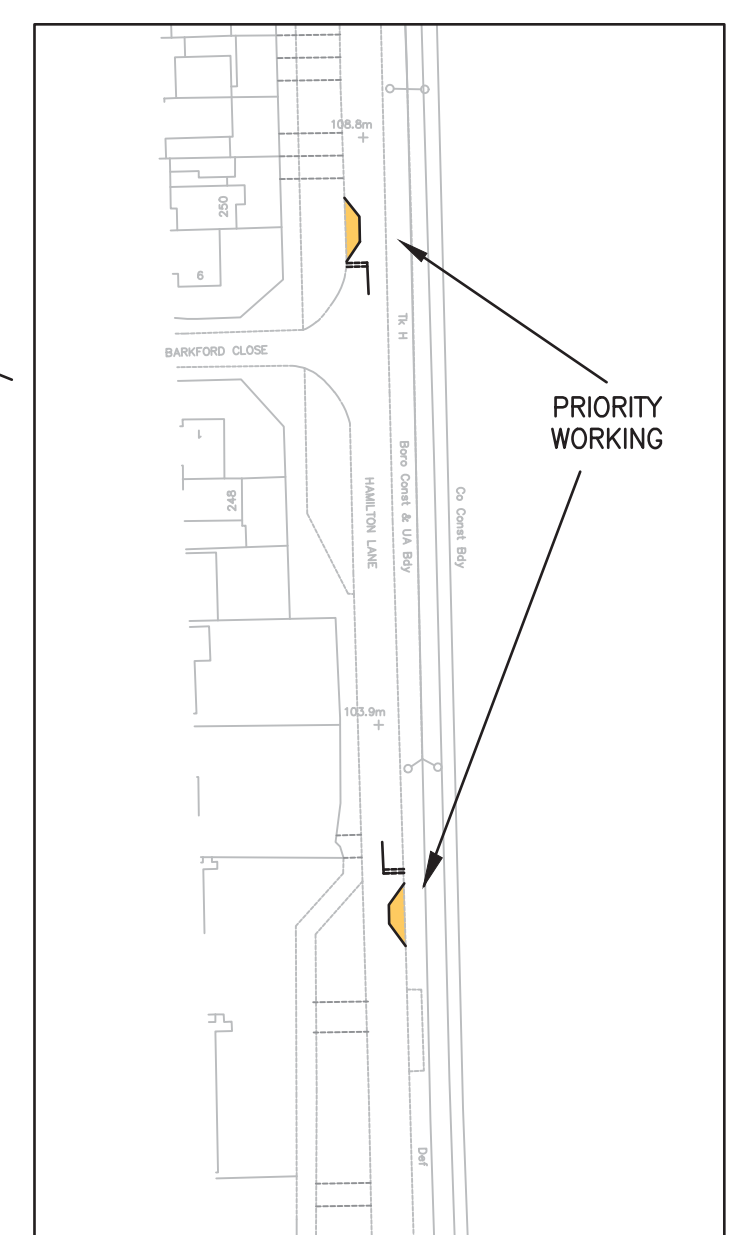 108.8m
250
6
Tk H
BARKFORD CLOSE
PRIORITY
WORKING
1
248
HAMILTON LANE
Boro Const & UA Bdy
Co Const Bdy
103.9m
Def